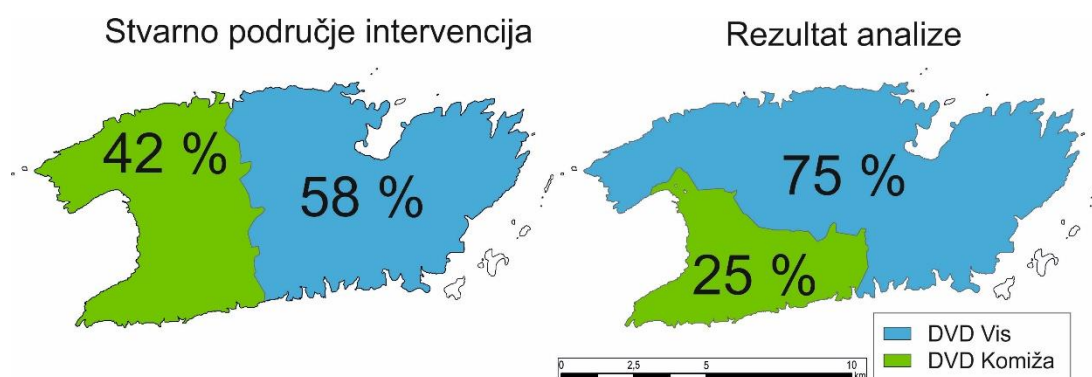 Stvarno područje intervencija
Rezultat analize
42 %
58 %
75 %
25 %
DVD Vis
DVD Komiža
0 2,5 5 10
km